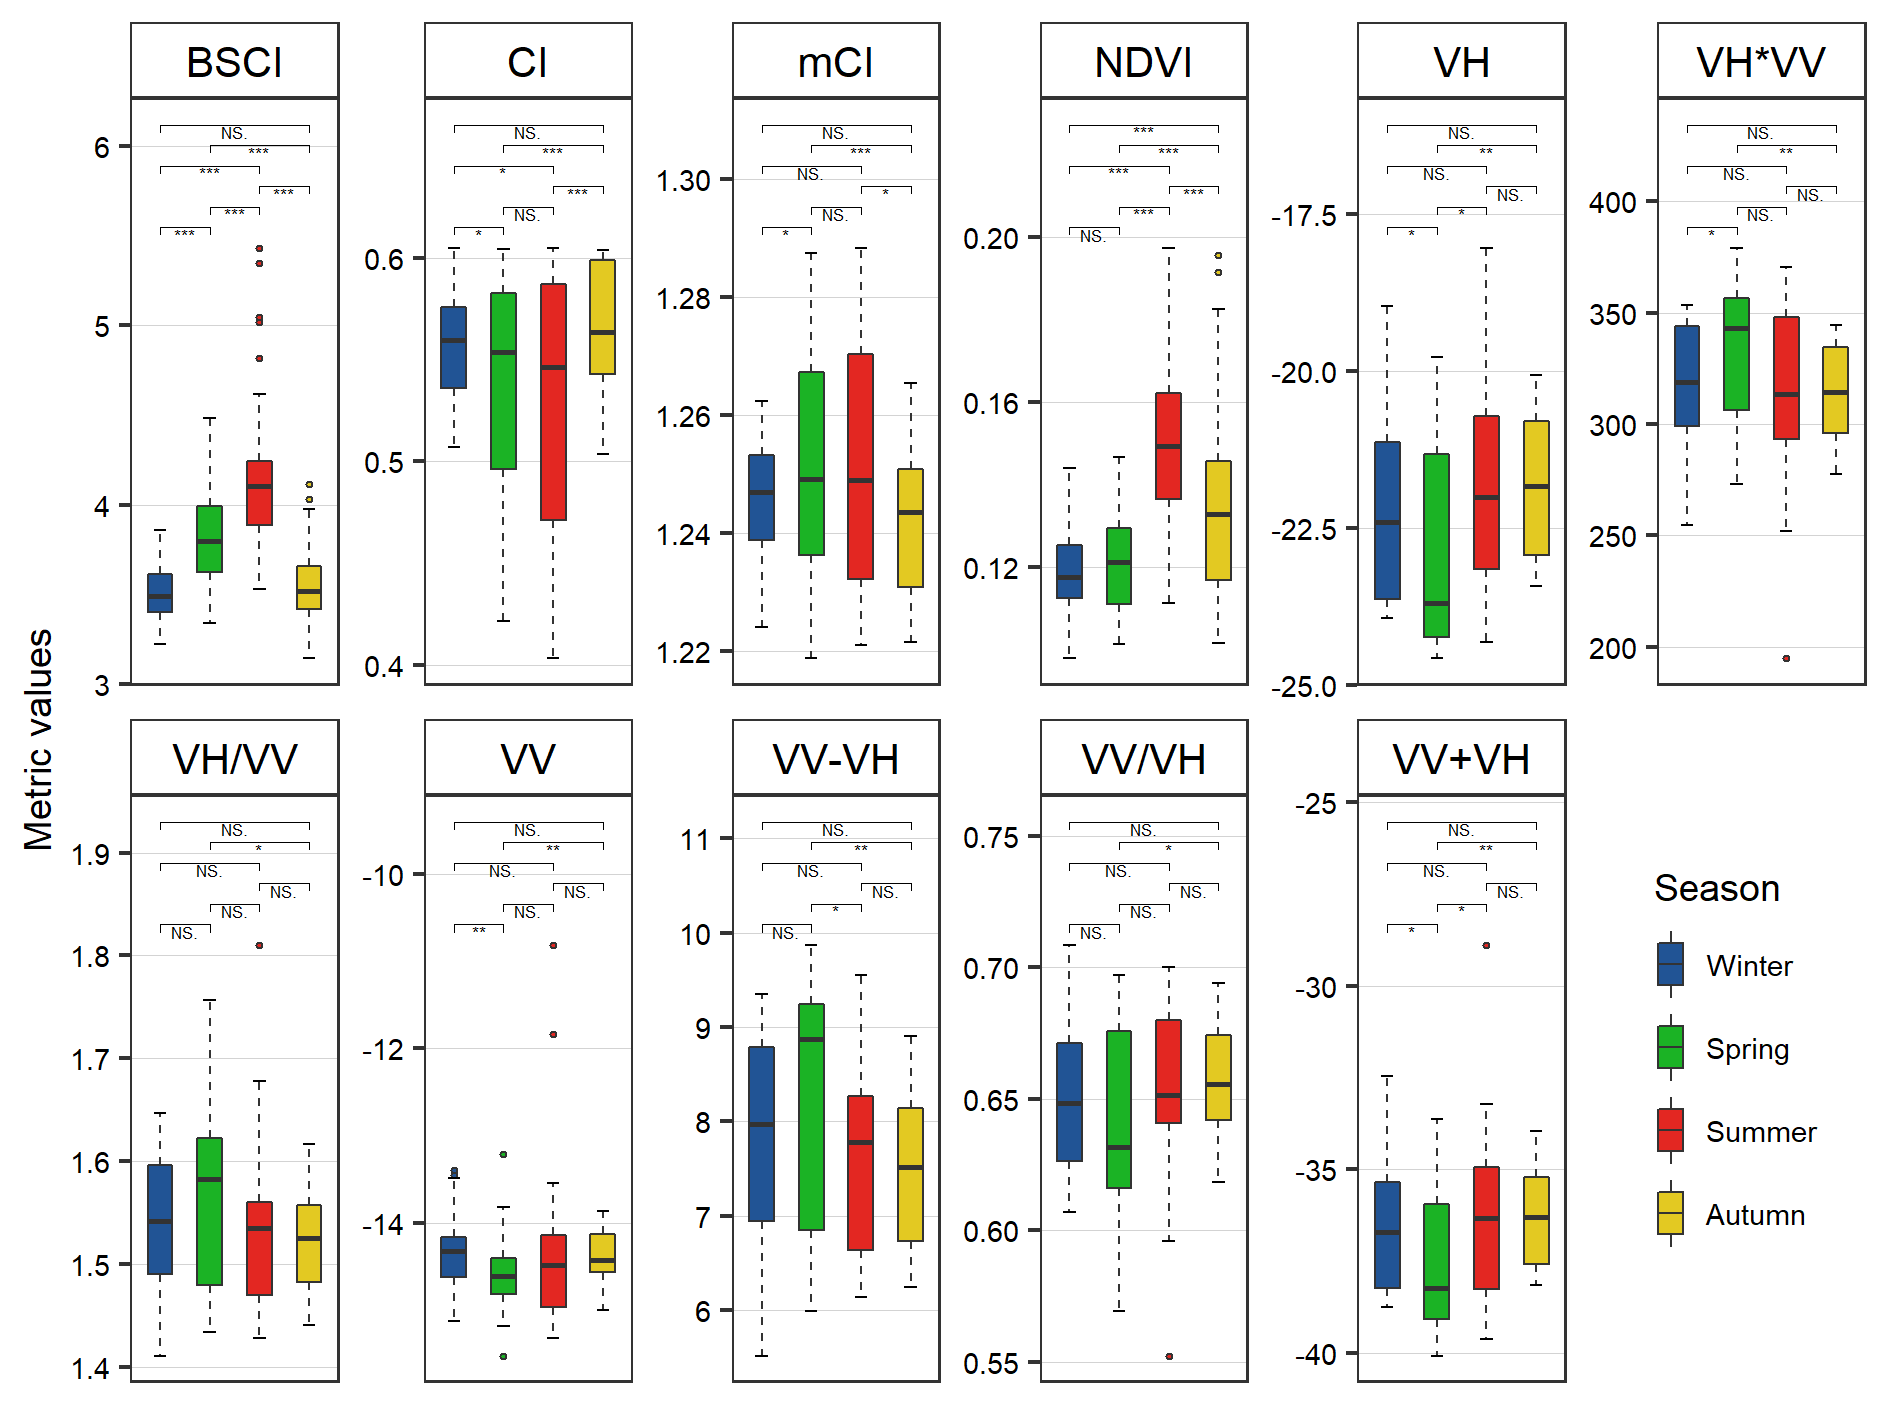 BSCI CI mCI NDVI VH VH*VV
NS. NS. NS. *** NS. NS.
*** *** *** *** ** **
*** * NS. *** NS. NS.
*** *** * *** NS. NS.
*** NS. NS. *** * NS.
*** * * NS. * *
6
5
4
3
0.6
0.5
0.4
1.30
1.28
1.26
1.24
1.22
0.20
0.16
0.12
-17.5
-20.0
-22.5
-25.0
400
350
300
250
200
Metric values
VH/VV VV VV-VH VV/VH VV+VH
NS. NS. NS. NS. NS.
* ** ** * **
NS. NS. NS. NS. NS.
NS. NS. NS. NS. NS.
NS. NS. * NS. *
NS. ** NS. NS. *
1.9
1.8
1.7
1.6
1.5
1.4
-10
-12
-14
11
10
9
8
7
6
0.75
0.70
0.65
0.60
0.55
-25
-30
-35
-40
Season
Winter
Spring
Summer
Autumn